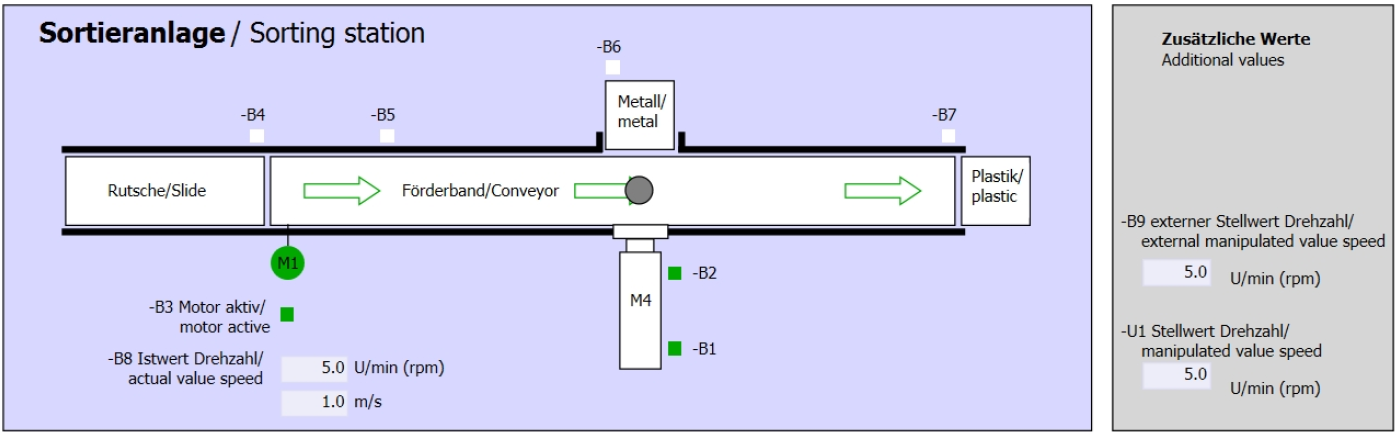 Sortieranlage / Sorting station
-B6
Metall/
metal
-B4
-B5
-B7
Rutsche/Slide
Förderband/Conveyor
Plastik/
plastic
M1
-B2
M4
-B3 Motor aktiv/
motor active
-B1
-B8 Istwert Drehzahl/
actual value speed
5.0 U/min (rpm)
1.0 m/s
Zusätzliche Werte
Additional values
-B9 externer Stellwert Drehzahl/
external manipulated value speed
5.0 U/min (rpm)
-U1 Stellwert Drehzahl/
manipulated value speed
5.0 U/min (rpm)